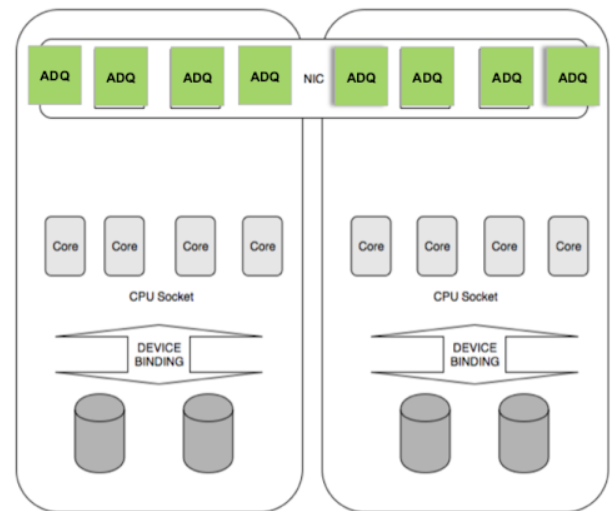 ADQ ADQ ADQ ADQ NIC ADQ ADQ ADQ ADQ
Core Core Core Core Core Core Core Core
CPU Socket CPU Socket
DEVICE DEVICE
BINDING BINDING